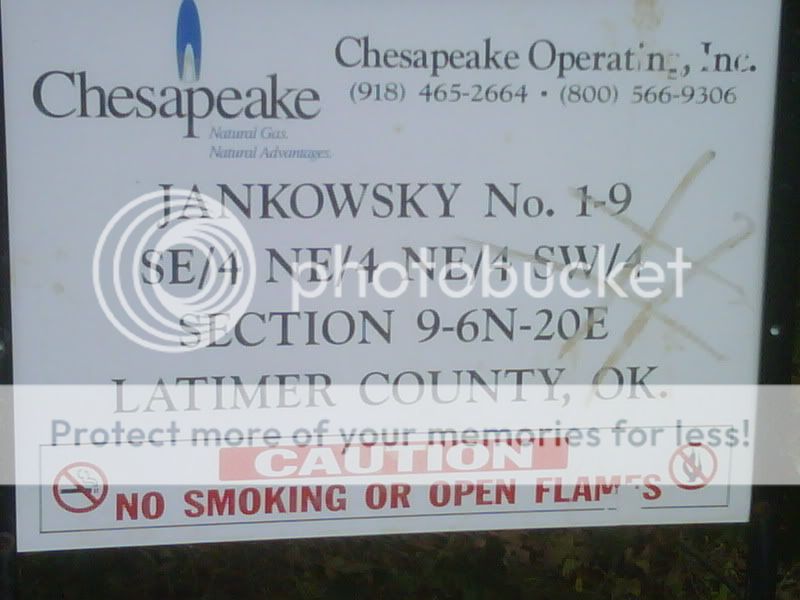 Chesapeake
Natural Gas.
Natural Advantages.
Chesapeake Operating, Inc.
(918) 465-2664 • (800) 566-9306
JANKOWSKY No. 1-9
SE/4 NE/4 NE/4 SW/4
photobucket
SECTION 9-6N-20E
LATIMER COUNTY, OK.
Protect more of your memories for less!
CAUTION
NO SMOKING OR OPEN FLAMES